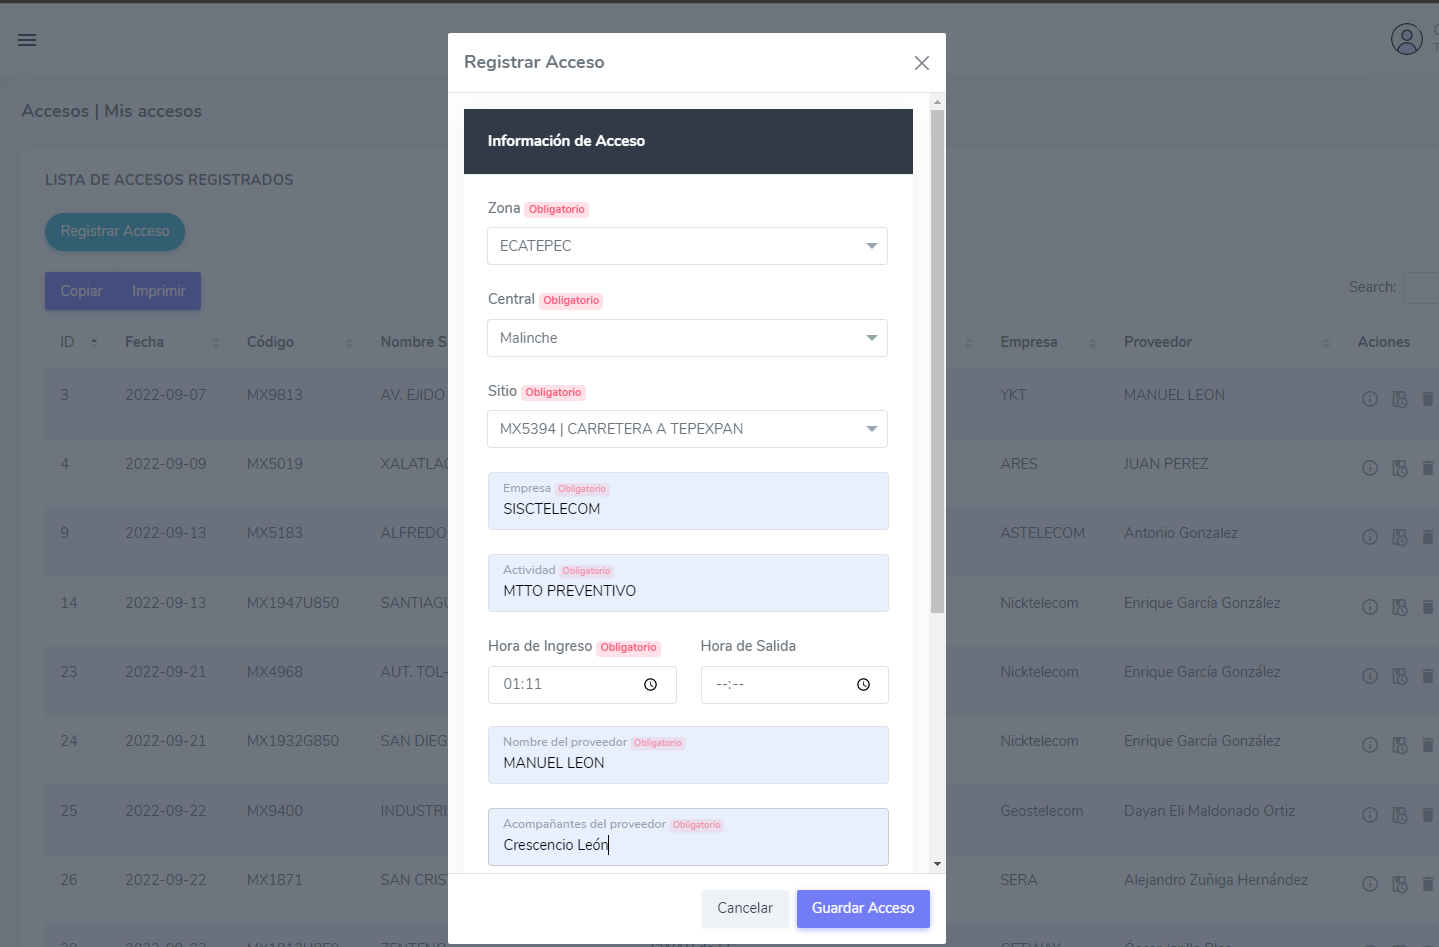 Registrar Acceso
Accesos | Mis accesos
Información de Acceso
LISTA DE ACCESOS REGISTRADOS
Registrar Acceso
Copiar Imprimir
Search:
Zona Obligatorio
ECATEPEC
Central Obligatorio
Malinche
Sitio Obligatorio
MX5394 | CARRETERA A TEPEXPAN
Empresa Obligatorio
SISCTELECOM
Actividad Obligatorio
MTTO PREVENTIVO
Hora de Ingreso Obligatorio Hora de Salida
01:11 --:--
Nombre del proveedor Obligatorio
MANUEL LEON
Acompañantes del proveedor Obligatorio
Crescencio León
Cancelar Guardar Acceso
ID Fecha Código Nombre S Empresa Proveedor Aciones
3 2022-09-07 MX9813 AV. EJIDO YKT MANUEL LEON
4 2022-09-09 MX5019 XALATLAC ARES JUAN PEREZ
9 2022-09-13 MX5183 ALFREDO ASTELECOM Antonio Gonzalez
14 2022-09-13 MX1947U850 SANTIAGU Nicktelecom Enrique García González
23 2022-09-21 MX4968 AUT. TOL- Nicktelecom Enrique García González
24 2022-09-21 MX1932G850 SAN DIEG Nicktelecom Enrique García González
25 2022-09-22 MX9400 INDUSTRI Geostelecom Dayan Eli Maldonado Ortiz
26 2022-09-22 MX1871 SAN CRIS SERA Alejandro Zuñiga Hernández